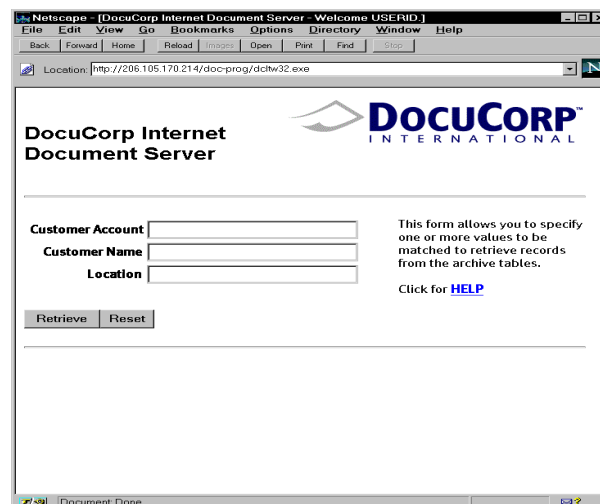 Netscape - [DocuCorp Internet Document Server - Welcome USERID.]
File Edit View Go Bookmarks Options Directory Window Help
Back Forward Home Reload Images Open Print Find Stop
Location: http://206.105.170.214/doc-prog/dcltw32.exe
N
DocuCorp Internet
Document Server
DOCUCORP™
INTERNATIONAL
Customer Account
Customer Name
Location
This form allows you to specify
one or more values to be
matched to retrieve records
from the archive tables.
Click for HELP
Retrieve Reset
Document: Done